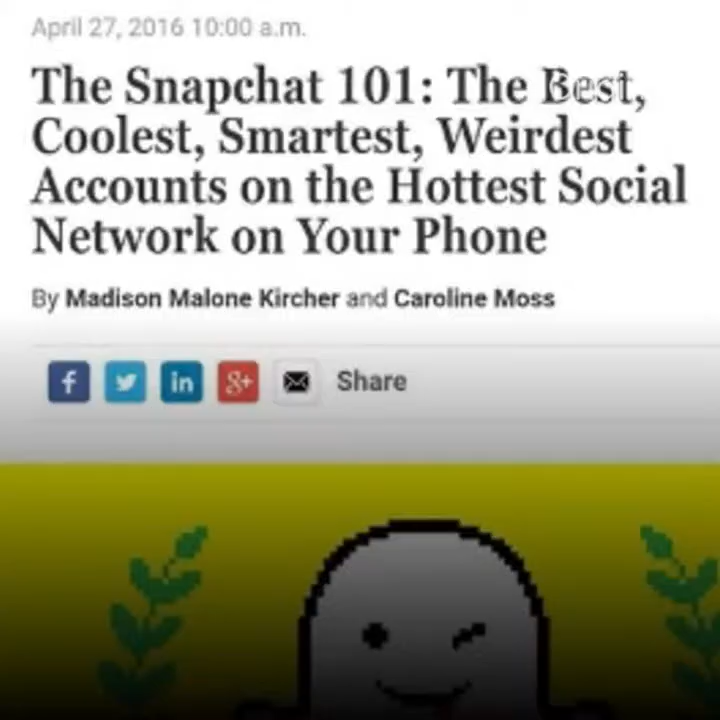 April 27, 2016 10:00 a.m.
The Snapchat 101: The Best,
Coolest, Smartest, Weirdest
Accounts on the Hottest Social
Network on Your Phone
By Madison Malone Kircher and Caroline Moss
f in g+ Share